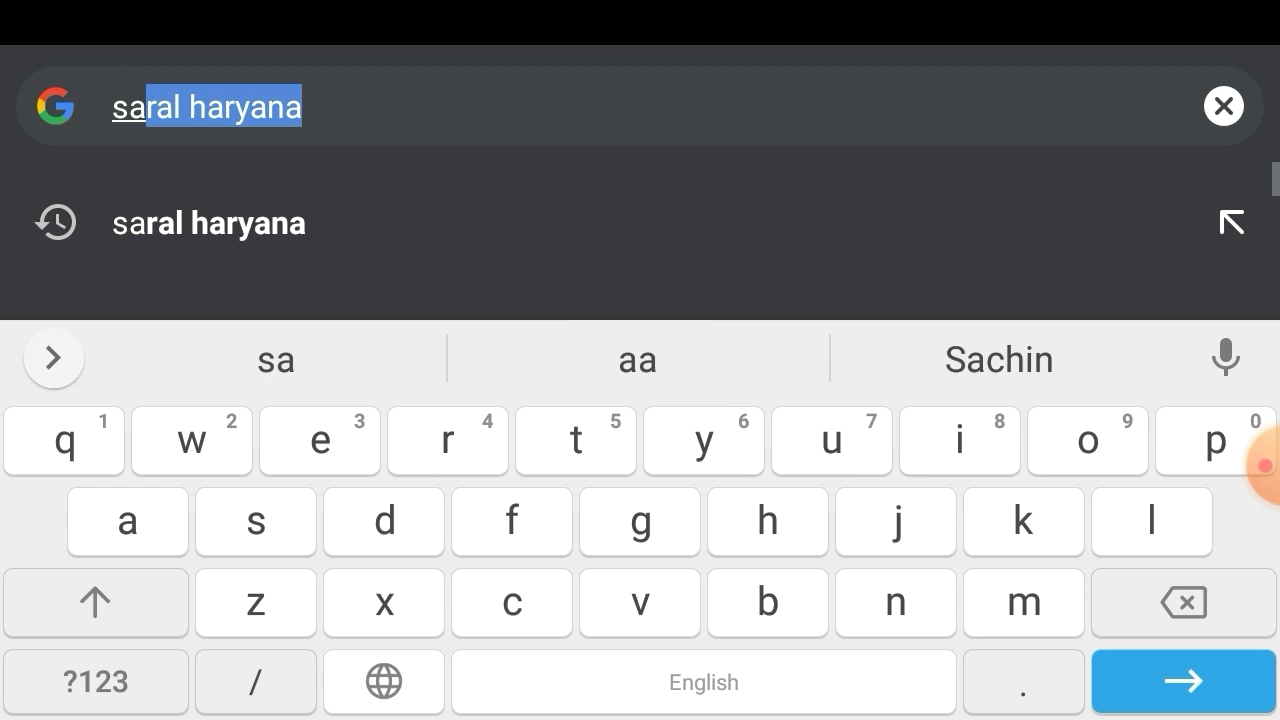 saral haryana
saral haryana
sa aa Sachin
q 1 w 2 e 3 r 4 t 5 y 6 u 7 i 8 o 9 p 0
a s d f g h j k l
z x c v b n m
?123 / English .